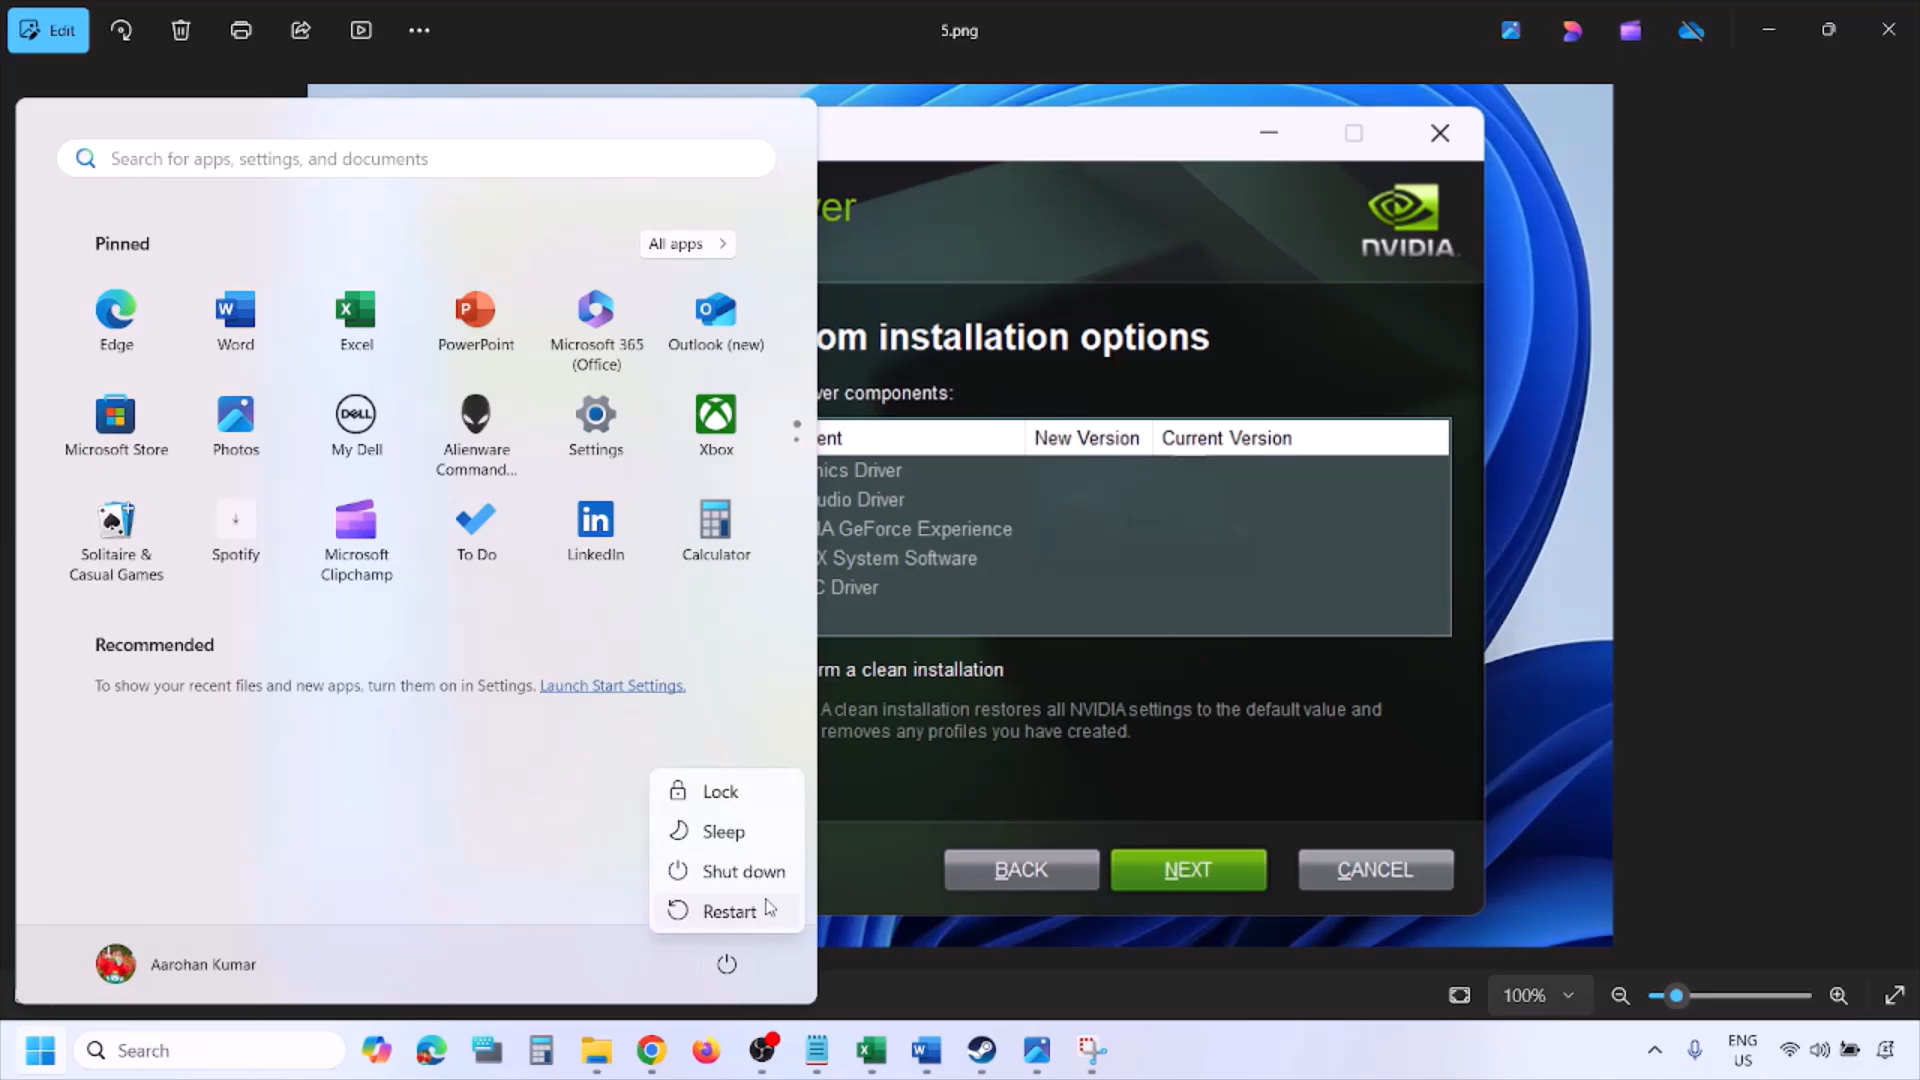 Edit
5.png
Search for apps, settings, and documents
Pinned
All apps
Edge
Word
Excel
PowerPoint
Microsoft 365
(Office)
Outlook (new)
Microsoft Store
Photos
DELL
My Dell
Alienware
Command...
Settings
Xbox
Solitaire &
Casual Games
Spotify
Microsoft
Clipchamp
To Do
LinkedIn
Calculator
Recommended
To show your recent files and new apps, turn them on in Settings. Launch Start Settings.
Lock
Sleep
Shut down
Restart
Aarohan Kumar
ver
NVIDIA
om installation options
ver components:
ent
New Version
Current Version
nics Driver
udio Driver
IA GeForce Experience
X System Software
C Driver
rm a clean installation
A clean installation restores all NVIDIA settings to the default value and
removes any profiles you have created.
BACK
NEXT
CANCEL
100%
Search
ENG
US